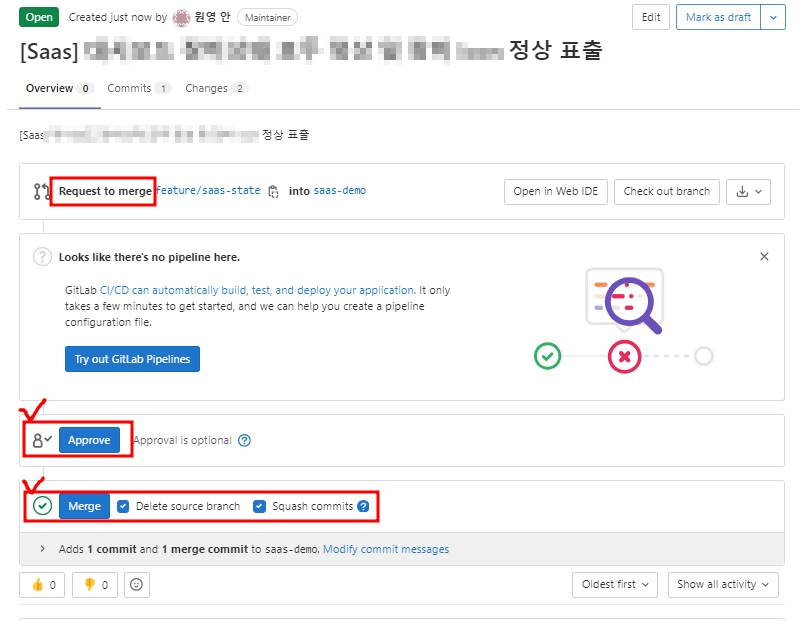 Open Created just now by 원영 안 Maintainer Edit Mark as draft
[Saas] 정상 표출
Overview 0 Commits 1 Changes 2
[Saas 정상 표출
Request to merge feature/saas-state into saas-demo Open in Web IDE Check out branch
Looks like there's no pipeline here.
GitLab CI/CD can automatically build, test, and deploy your application. It only
takes a few minutes to get started, and we can help you create a pipeline
configuration file.
Try out GitLab Pipelines
Approve Approval is optional
Merge Delete source branch Squash commits
Adds 1 commit and 1 merge commit to saas-demo. Modify commit messages
👍 0 👎 0 Oldest first Show all activity